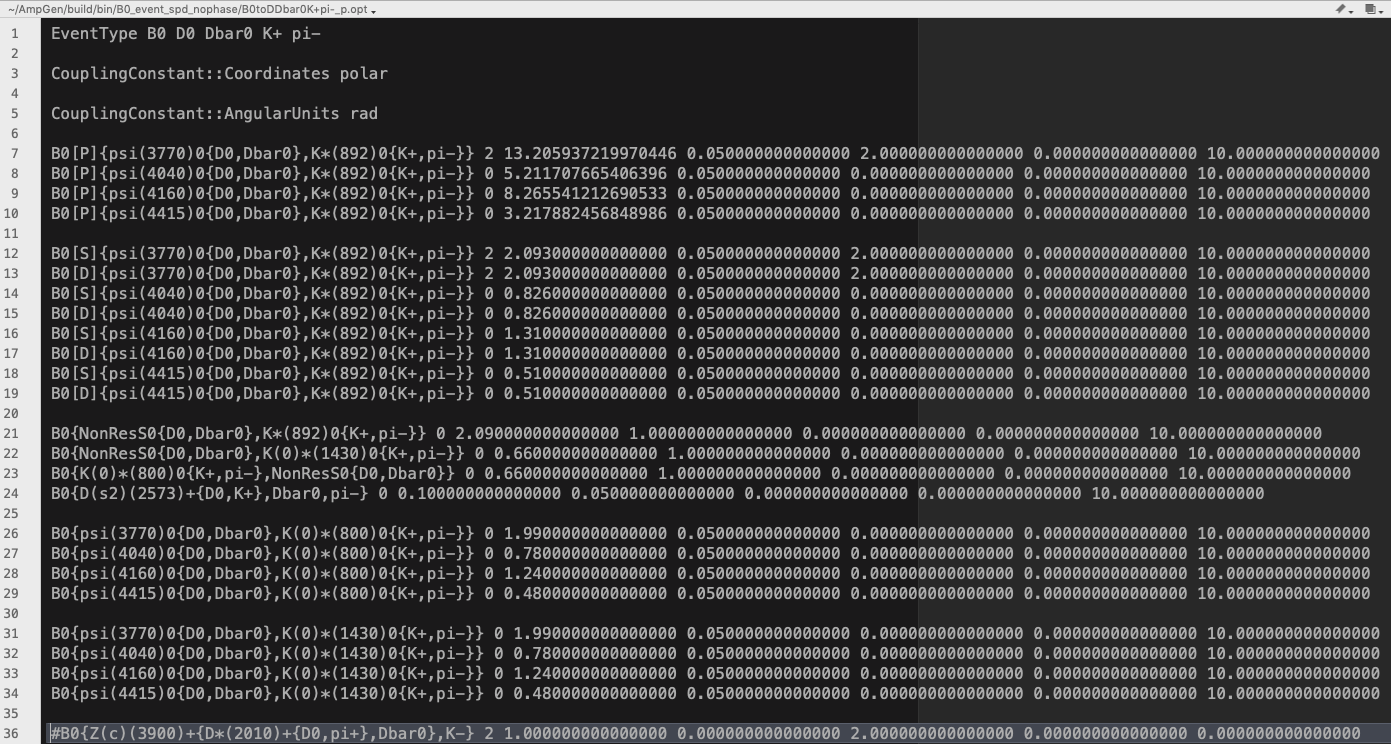 ~/AmpGen/build/bin/B0_event_spd_nophase/B0toDDbar0K+pi-_p.opt
1 EventType B0 D0 Dbar0 K+ pi-
2
3 CouplingConstant::Coordinates polar
4
5 CouplingConstant::AngularUnits rad
6
7 B0[P]{psi(3770)0{D0,Dbar0},K*(892)0{K+,pi-}} 2 13.205937219970446 0.050000000000000 2.000000000000000 0.000000000000000 10.000000000000000
8 B0[P]{psi(4040)0{D0,Dbar0},K*(892)0{K+,pi-}} 0 5.211707665406396 0.050000000000000 0.000000000000000 0.000000000000000 10.000000000000000
9 B0[P]{psi(4160)0{D0,Dbar0},K*(892)0{K+,pi-}} 0 8.265541212690533 0.050000000000000 0.000000000000000 0.000000000000000 10.000000000000000
10 B0[P]{psi(4415)0{D0,Dbar0},K*(892)0{K+,pi-}} 0 3.217882456848986 0.050000000000000 0.000000000000000 0.000000000000000 10.000000000000000
11
12 B0[S]{psi(3770)0{D0,Dbar0},K*(892)0{K+,pi-}} 2 2.093000000000000 0.050000000000000 2.000000000000000 0.000000000000000 10.000000000000000
13 B0[D]{psi(3770)0{D0,Dbar0},K*(892)0{K+,pi-}} 2 2.093000000000000 0.050000000000000 2.000000000000000 0.000000000000000 10.000000000000000
14 B0[S]{psi(4040)0{D0,Dbar0},K*(892)0{K+,pi-}} 0 0.826000000000000 0.050000000000000 0.000000000000000 0.000000000000000 10.000000000000000
15 B0[D]{psi(4040)0{D0,Dbar0},K*(892)0{K+,pi-}} 0 0.826000000000000 0.050000000000000 0.000000000000000 0.000000000000000 10.000000000000000
16 B0[S]{psi(4160)0{D0,Dbar0},K*(892)0{K+,pi-}} 0 1.310000000000000 0.050000000000000 0.000000000000000 0.000000000000000 10.000000000000000
17 B0[D]{psi(4160)0{D0,Dbar0},K*(892)0{K+,pi-}} 0 1.310000000000000 0.050000000000000 0.000000000000000 0.000000000000000 10.000000000000000
18 B0[S]{psi(4415)0{D0,Dbar0},K*(892)0{K+,pi-}} 0 0.510000000000000 0.050000000000000 0.000000000000000 0.000000000000000 10.000000000000000
19 B0[D]{psi(4415)0{D0,Dbar0},K*(892)0{K+,pi-}} 0 0.510000000000000 0.050000000000000 0.000000000000000 0.000000000000000 10.000000000000000
20
21 B0{NonResS0{D0,Dbar0},K*(892)0{K+,pi-}} 0 2.090000000000000 1.000000000000000 0.000000000000000 0.000000000000000 10.000000000000000
22 B0{NonResS0{D0,Dbar0},K(0)*(1430)0{K+,pi-}} 0 0.660000000000000 1.000000000000000 0.000000000000000 0.000000000000000 10.000000000000000
23 B0{K(0)*(800)0{K+,pi-},NonResS0{D0,Dbar0}} 0 0.660000000000000 1.000000000000000 0.000000000000000 0.000000000000000 10.000000000000000
24 B0{D(s2)(2573)+{D0,K+},Dbar0,pi-} 0 0.100000000000000 0.050000000000000 0.000000000000000 0.000000000000000 10.000000000000000
25
26 B0{psi(3770)0{D0,Dbar0},K(0)*(800)0{K+,pi-}} 0 1.990000000000000 0.050000000000000 0.000000000000000 0.000000000000000 10.000000000000000
27 B0{psi(4040)0{D0,Dbar0},K(0)*(800)0{K+,pi-}} 0 0.780000000000000 0.050000000000000 0.000000000000000 0.000000000000000 10.000000000000000
28 B0{psi(4160)0{D0,Dbar0},K(0)*(800)0{K+,pi-}} 0 1.240000000000000 0.050000000000000 0.000000000000000 0.000000000000000 10.000000000000000
29 B0{psi(4415)0{D0,Dbar0},K(0)*(800)0{K+,pi-}} 0 0.480000000000000 0.050000000000000 0.000000000000000 0.000000000000000 10.000000000000000
30
31 B0{psi(3770)0{D0,Dbar0},K(0)*(1430)0{K+,pi-}} 0 1.990000000000000 0.050000000000000 0.000000000000000 0.000000000000000 10.000000000000000
32 B0{psi(4040)0{D0,Dbar0},K(0)*(1430)0{K+,pi-}} 0 0.780000000000000 0.050000000000000 0.000000000000000 0.000000000000000 10.000000000000000
33 B0{psi(4160)0{D0,Dbar0},K(0)*(1430)0{K+,pi-}} 0 1.240000000000000 0.050000000000000 0.000000000000000 0.000000000000000 10.000000000000000
34 B0{psi(4415)0{D0,Dbar0},K(0)*(1430)0{K+,pi-}} 0 0.480000000000000 0.050000000000000 0.000000000000000 0.000000000000000 10.000000000000000
35
36 #B0{Z(c)(3900)+{D*(2010)+{D0,pi+},Dbar0},K-} 2 1.000000000000000 0.000000000000000 2.000000000000000 0.000000000000000 0.000000000000000